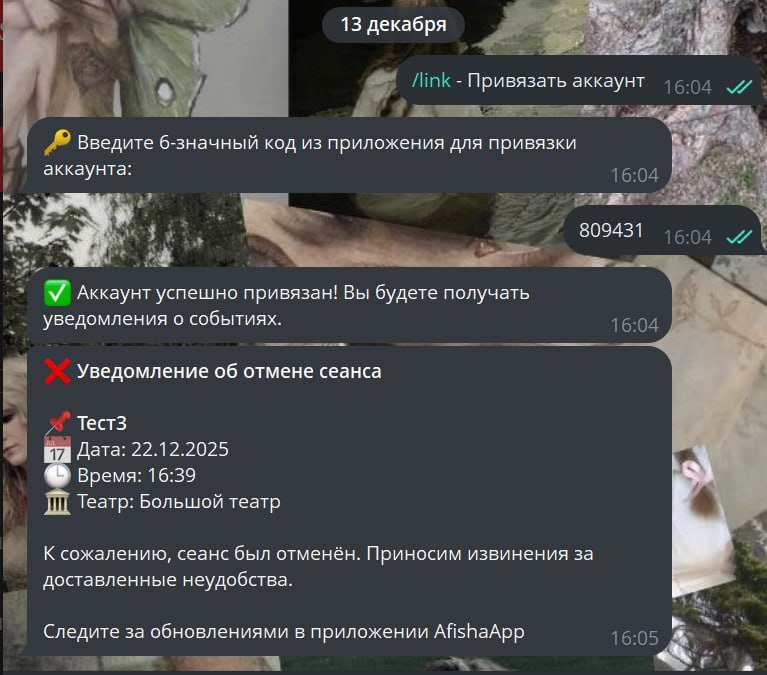 13 декабря
/link - Привязать аккаунт 16:04
🔑 Введите 6-значный код из приложения для привязки
аккаунта:
16:04
809431 16:04
✅ Аккаунт успешно привязан! Вы будете получать
уведомления о событиях.
16:04
❌ Уведомление об отмене сеанса
📌 Тест3
📅 Дата: 22.12.2025
🕒 Время: 16:39
🏛 Театр: Большой театр
К сожалению, сеанс был отменён. Приносим извинения за
доставленные неудобства.
Следите за обновлениями в приложении AfishaApp
16:05